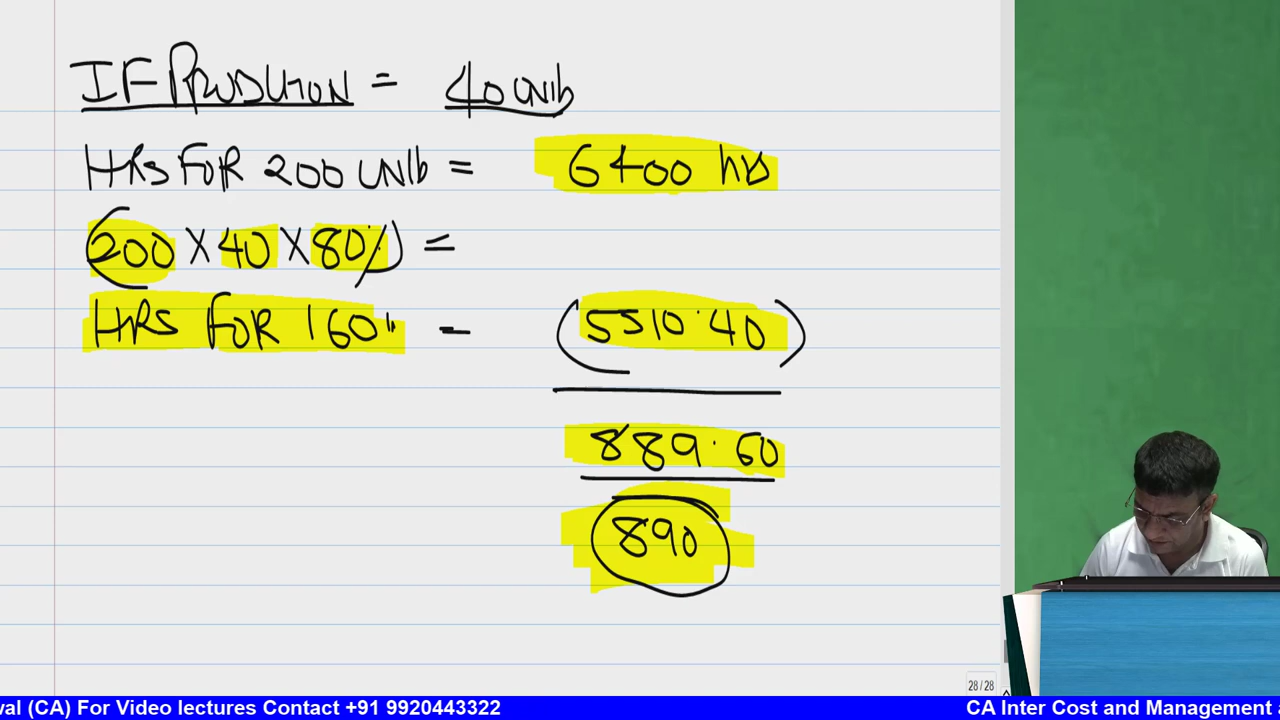 IF PRODUCTION = 40 UNITS
HRS FOR 200 UNITS = 6400 hrs
(200 X 40 X 80%) =
HRS FOR 160 " - (5510.40)
889.60
890
28 / 28
val (CA) For Video lectures Contact +91 9920443322 CA Inter Cost and Management a